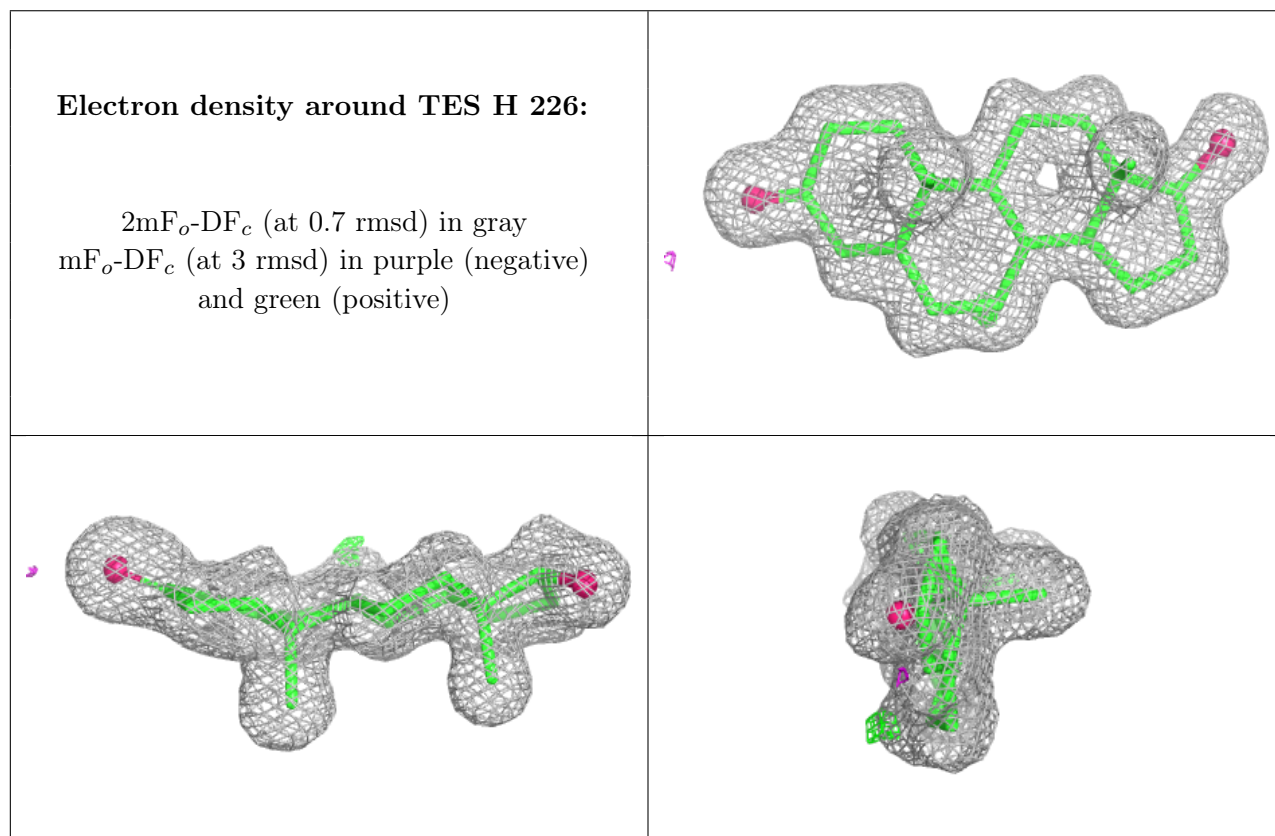 Electron density around TES H 226:
2mFo-DFc (at 0.7 rmsd) in gray
mFo-DFc (at 3 rmsd) in purple (negative)
and green (positive)